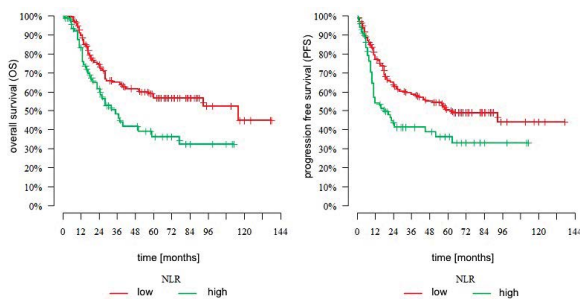 100%
90%
80%
70%
60%
50%
40%
30%
20%
10%
0%
overall survival (OS)
0 12 24 36 48 60 72 84 96 120 144
time [months]
NLR
low high
100%
90%
80%
70%
60%
50%
40%
30%
20%
10%
0%
progression free survival (PFS)
0 12 24 36 48 60 72 84 96 120 144
time [months]
NLR
low high